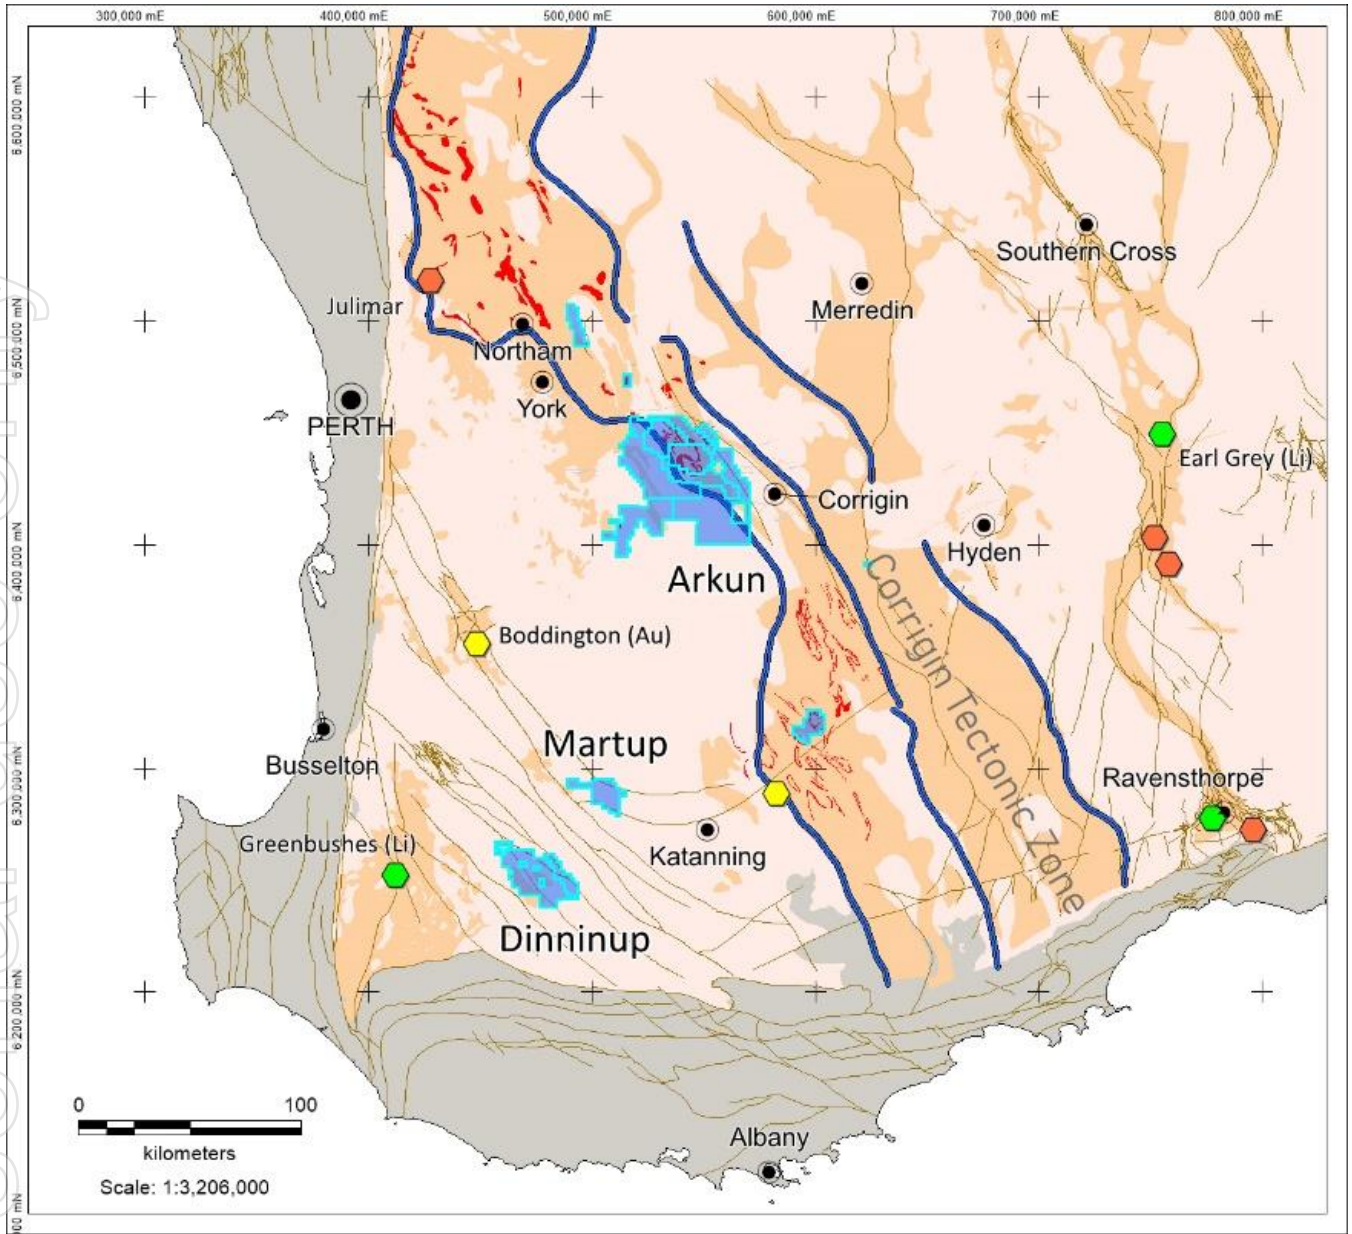 300,000 mE
400,000 mE
500,000 mE
600,000 mE
700,000 mE
800,000 mE
6,600,000 mN
6,500,000 mN
6,400,000 mN
6,300,000 mN
6,200,000 mN
Southern Cross
Merredin
Julimar
Northam
York
PERTH
Earl Grey (Li)
Corrigin
Hyden
Arkun
Corrigin Tectonic Zone
Boddington (Au)
Martup
Busselton
Ravensthorpe
Greenbushes (Li)
Katanning
Dinninup
0
100
kilometers
Scale: 1:3,206,000
Albany